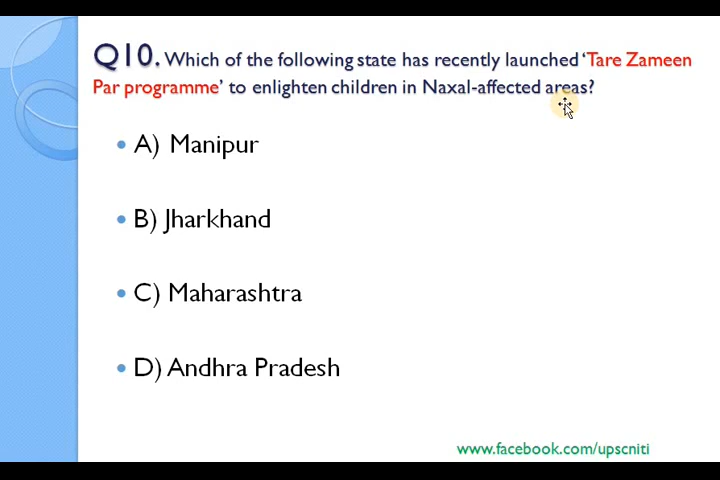 Q10. Which of the following state has recently launched ‘Tare Zameen
Par programme’ to enlighten children in Naxal-affected areas?
• A) Manipur
• B) Jharkhand
• C) Maharashtra
• D) Andhra Pradesh
www.facebook.com/upscniti